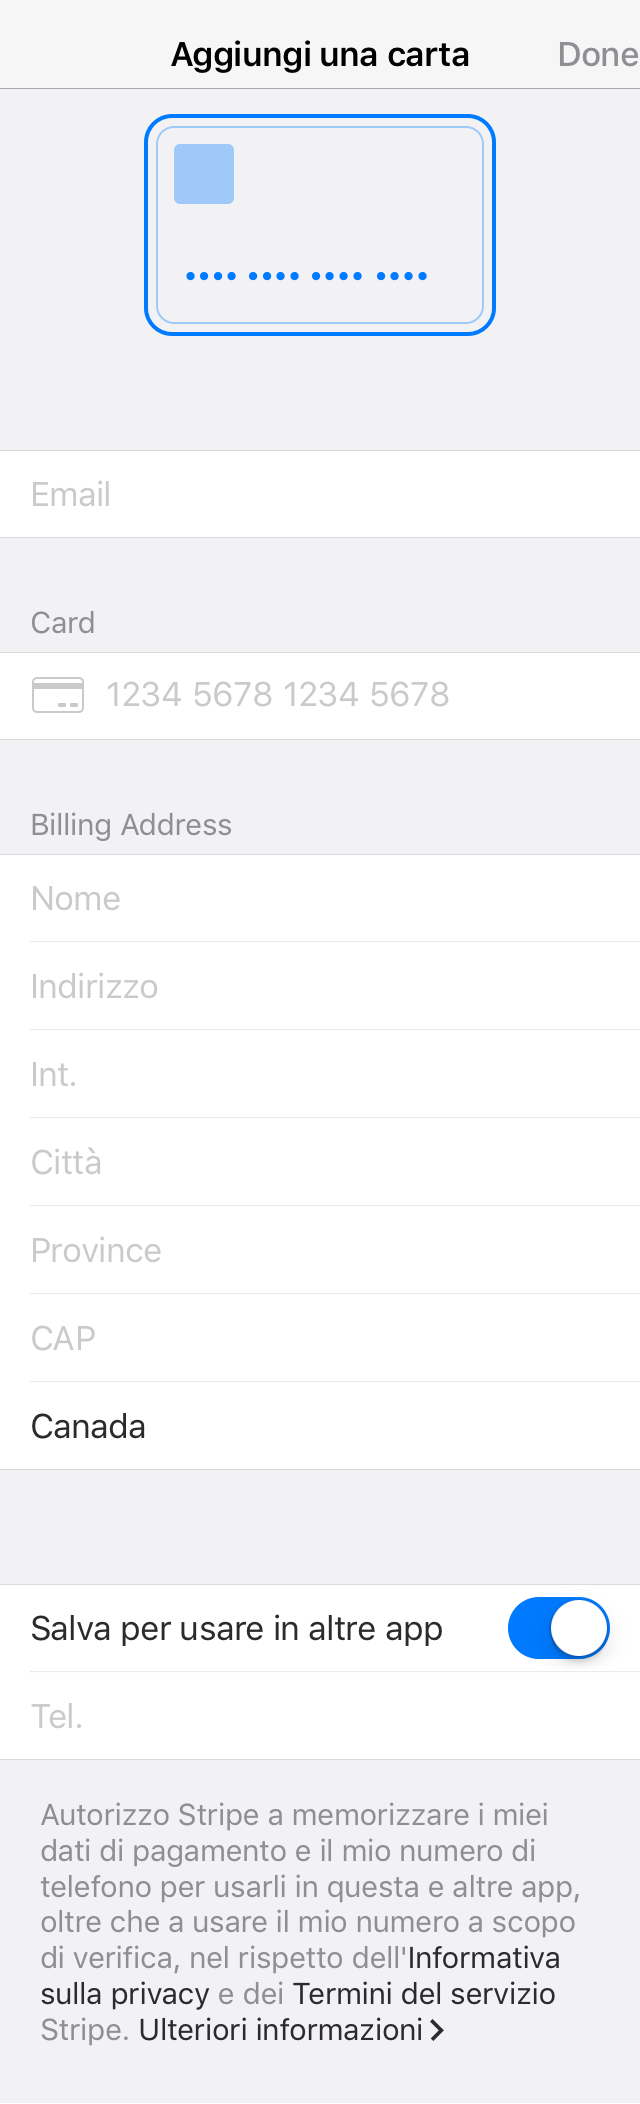 Aggiungi una carta
Done
•••• •••• •••• ••••
Email
Card
1234 5678 1234 5678
Billing Address
Nome
Indirizzo
Int.
Città
Province
CAP
Canada
Salva per usare in altre app
Tel.
Autorizzo Stripe a memorizzare i miei
dati di pagamento e il mio numero di
telefono per usarli in questa e altre app,
oltre che a usare il mio numero a scopo
di verifica, nel rispetto dell'Informativa
sulla privacy e dei Termini del servizio
Stripe. Ulteriori informazioni